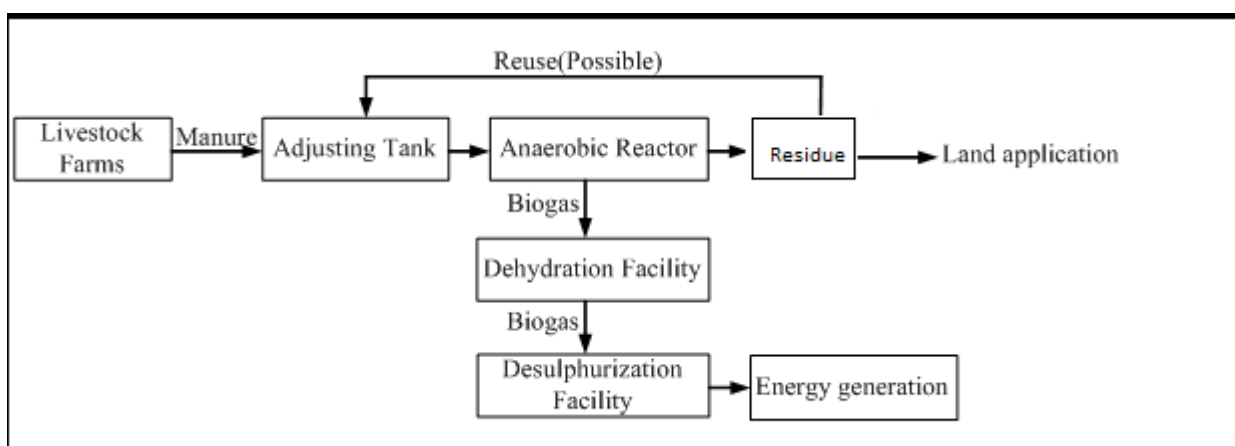 Reuse(Possible)
Livestock
Farms
Manure
Adjusting Tank
Anaerobic Reactor
Residue
Land application
Biogas
Dehydration Facility
Biogas
Desulphurization
Facility
Energy generation